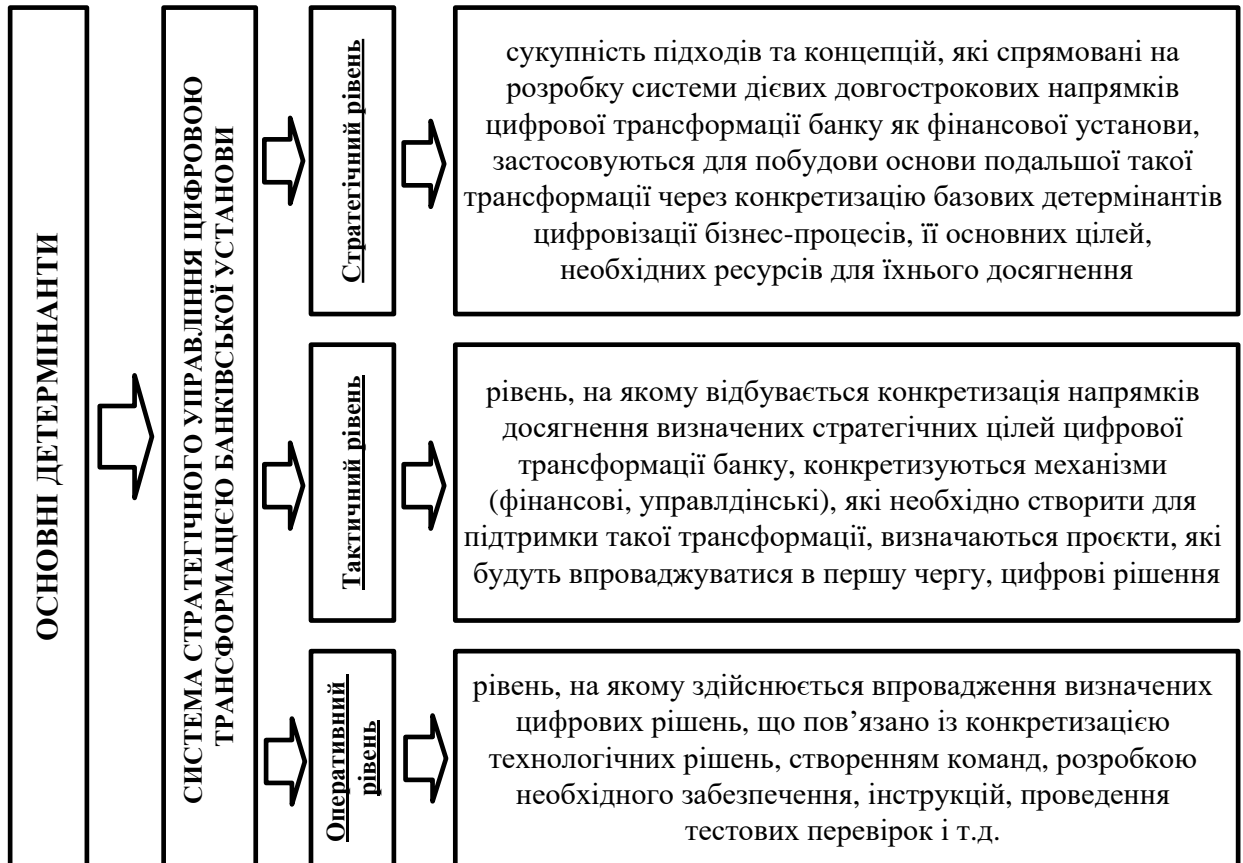 ОСНОВНІ ДЕТЕРМІНАНТИ
СИСТЕМА СТРАТЕГІЧНОГО УПРАВЛІННЯ ЦИФРОВОЮ
ТРАНСФОРМАЦІЄЮ БАНКІВСЬКОЇ УСТАНОВИ
Стратегічний рівень
сукупність підходів та концепцій, які спрямовані на
розробку системи дієвих довгострокових напрямків
цифрової трансформації банку як фінансової установи,
застосовуються для побудови основи подальшої такої
трансформації через конкретизацію базових детермінантів
цифровізації бізнес-процесів, її основних цілей,
необхідних ресурсів для їхнього досягнення
Тактичний рівень
рівень, на якому відбувається конкретизація напрямків
досягнення визначених стратегічних цілей цифрової
трансформації банку, конкретизуються механізми
(фінансові, управлдінські), які необхідно створити для
підтримки такої трансформації, визначаються проєкти, які
будуть впроваджуватися в першу чергу, цифрові рішення
Оперативний
рівень
рівень, на якому здійснюється впровадження визначених
цифрових рішень, що пов’язано із конкретизацією
технологічних рішень, створенням команд, розробкою
необхідного забезпечення, інструкцій, проведення
тестових перевірок і т.д.